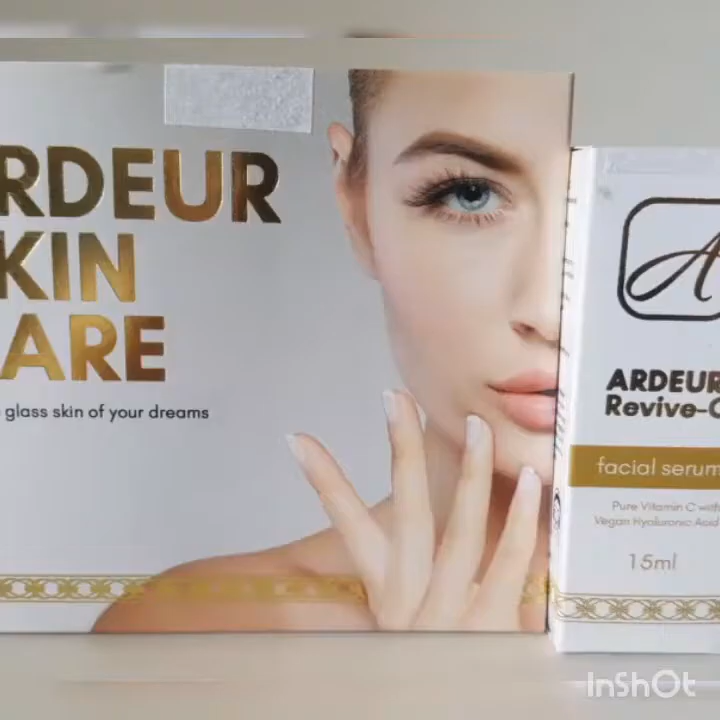 RDEUR
KIN
ARE
glass skin of your dreams
A
ARDEUR
Revive-C
facial serum
Pure Vitamin C with
Vegan Hyaluronic Acid
15ml
InShOt